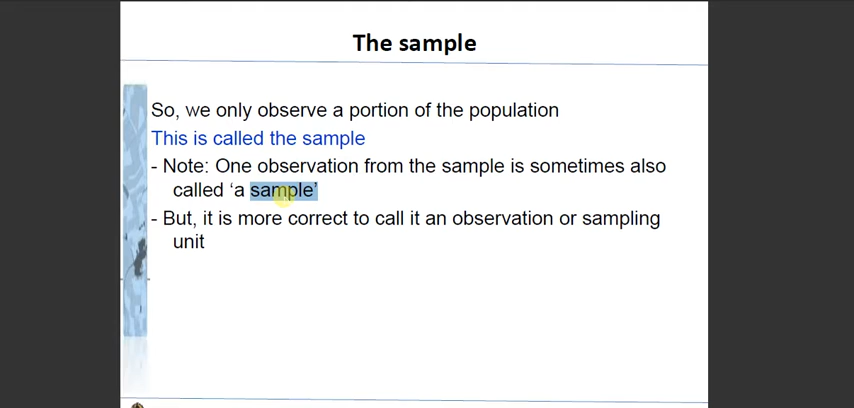 The sample
So, we only observe a portion of the population
This is called the sample
- Note: One observation from the sample is sometimes also
called ‘a sample’
- But, it is more correct to call it an observation or sampling
unit